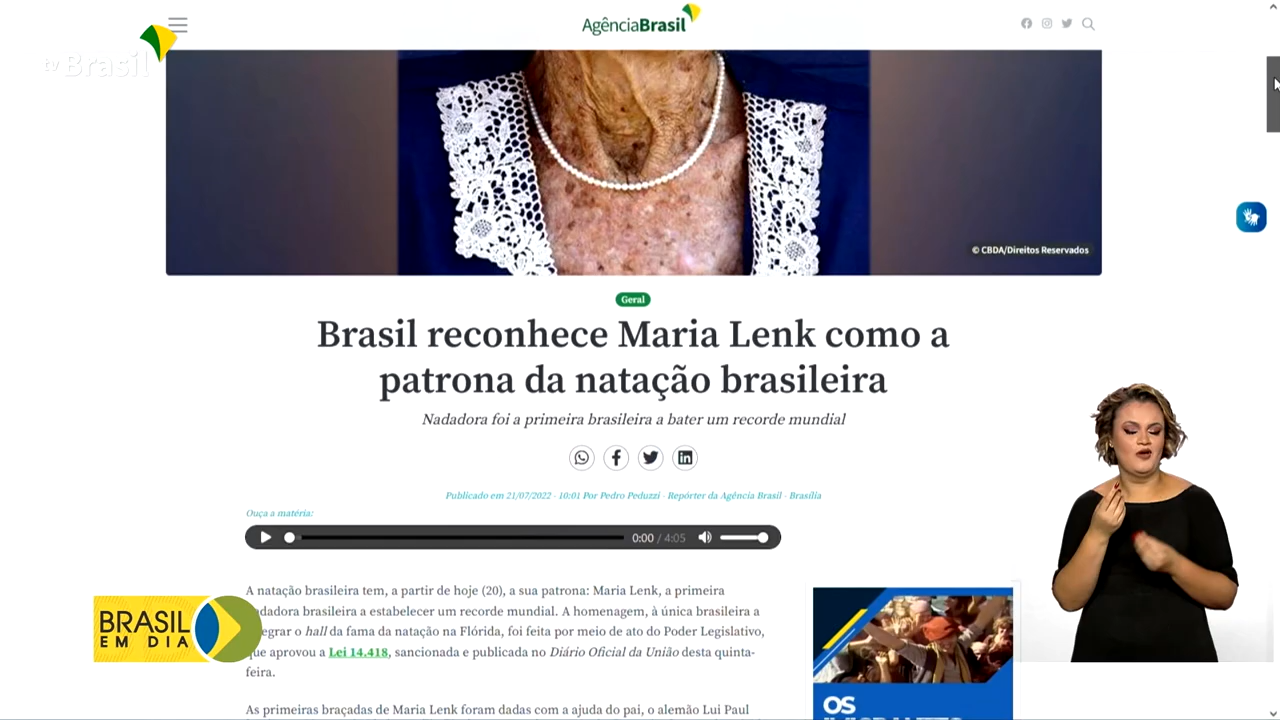 AgênciaBrasil
tv Brasil
© CBDA/Direitos Reservados
Geral
Brasil reconhece Maria Lenk como a
patrona da natação brasileira
Nadadora foi a primeira brasileira a bater um recorde mundial
Publicado em 21/07/2022 - 10:01 Por Pedro Peduzzi - Repórter da Agência Brasil - Brasília
Ouça a matéria:
0:00 / 4:05
A natação brasileira tem, a partir de hoje (20), a sua patrona: Maria Lenk, a primeira
adadora brasileira a estabelecer um recorde mundial. A homenagem, à única brasileira a
egrar o hall da fama da natação na Flórida, foi feita por meio de ato do Poder Legislativo,
que aprovou a Lei 14.418, sancionada e publicada no Diário Oficial da União desta quinta-
feira.
As primeiras braçadas de Maria Lenk foram dadas com a ajuda do pai, o alemão Lui Paul
BRASIL
EM DIA
OS